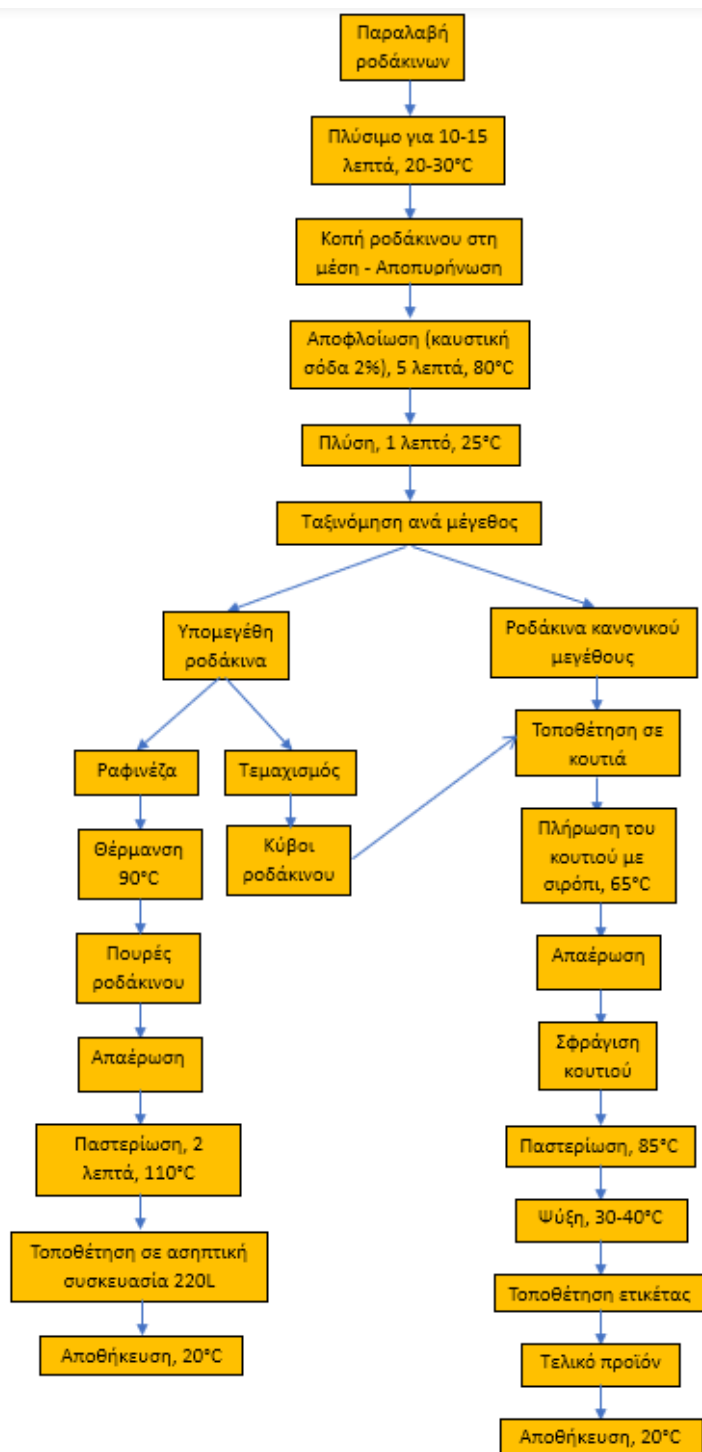 Παραλαβή
ροδάκινων
Πλύσιμο για 10-15
λεπτά, 20-30°C
Κοπή ροδάκινου στη
μέση - Αποπυρήνωση
Αποφλοίωση (καυστική
σόδα 2%), 5 λεπτά, 80°C
Πλύση, 1 λεπτό, 25°C
Ταξινόμηση ανά μέγεθος
Υπομεγέθη
ροδάκινα
Ραφινέζα
Θέρμανση
90°C
Πουρές
ροδάκινου
Απαέρωση
Παστερίωση, 2
λεπτά, 110°C
Τοποθέτηση σε ασηπτική
συσκευασία 220L
Αποθήκευση, 20°C
Τεμαχισμός
Κύβοι
ροδάκινου
Ροδάκινα κανονικού
μεγέθους
Τοποθέτηση σε
κουτιά
Πλήρωση του
κουτιού με
σιρόπι, 65°C
Απαέρωση
Σφράγιση
κουτιού
Παστερίωση, 85°C
Ψύξη, 30-40°C
Τοποθέτηση ετικέτας
Τελικό προϊόν
Αποθήκευση, 20°C